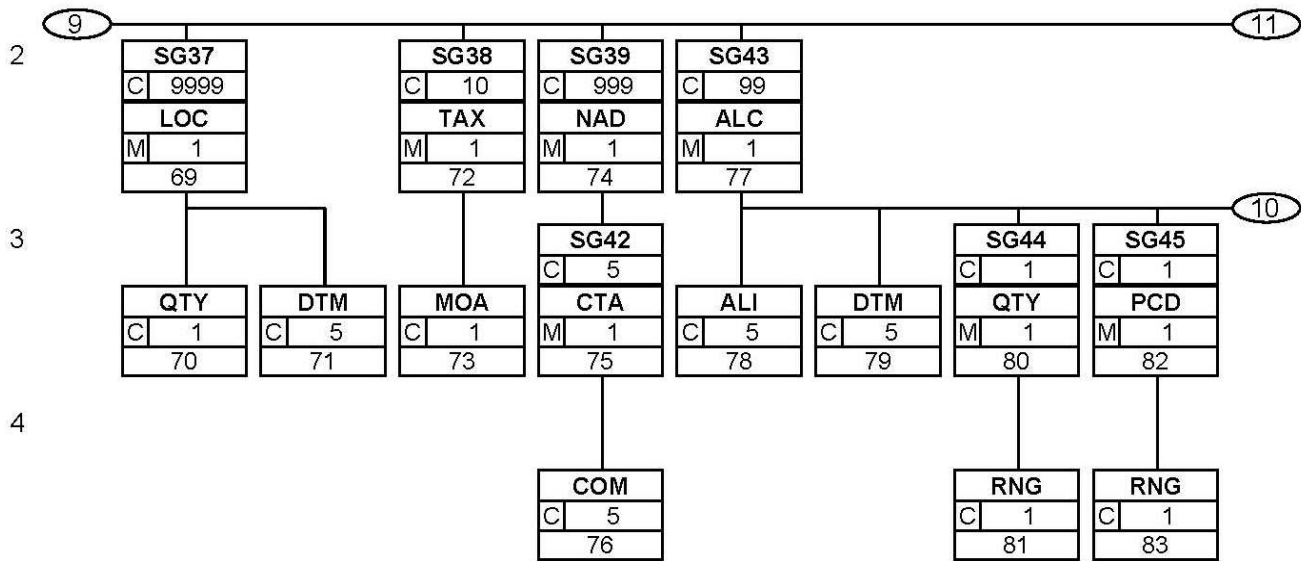 9 11
2 SG37 SG38 SG39 SG43
C 9999 C 10 C 999 C 99
LOC TAX NAD ALC
M 1 M 1 M 1 M 1
69 72 74 77
10
3 SG42 SG44 SG45
C 5 C 1 C 1
QTY DTM MOA CTA ALI DTM QTY PCD
C 1 C 5 C 1 M 1 C 5 C 5 M 1 M 1
70 71 73 75 78 79 80 82
4
COM RNG RNG
C 5 C 1 C 1
76 81 83